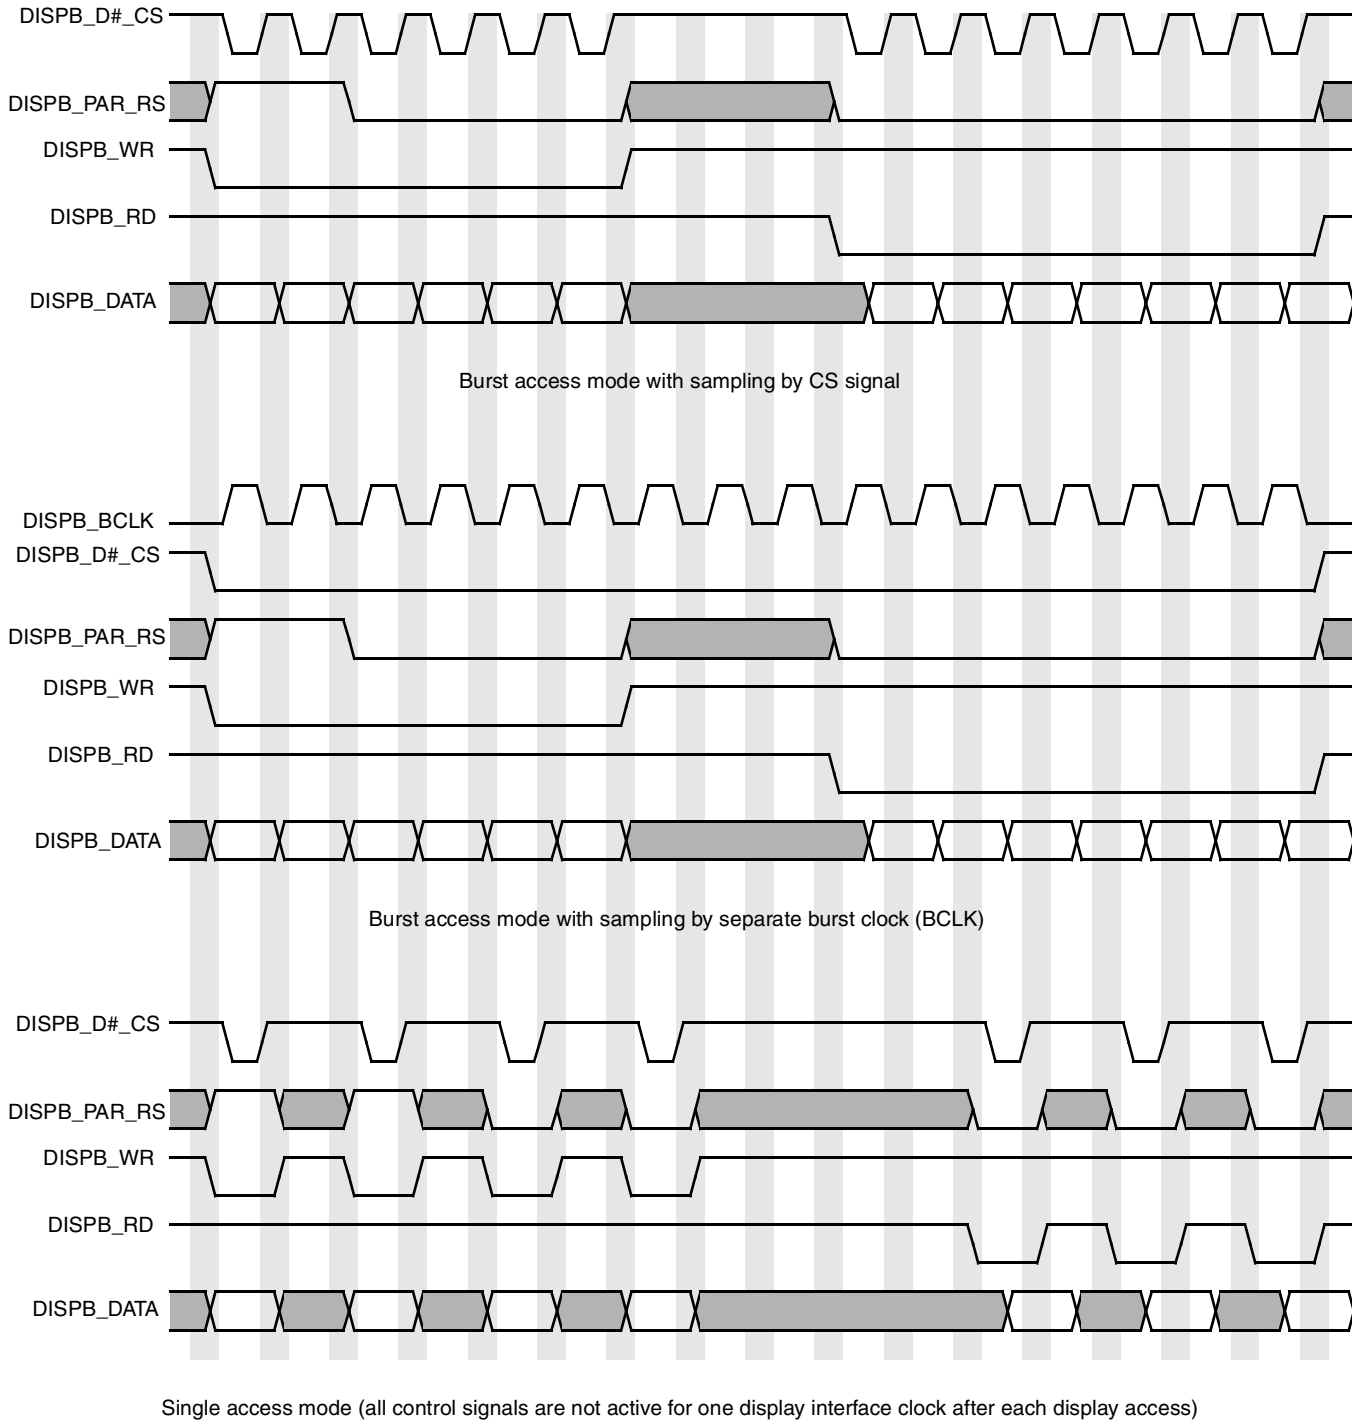 DISPB_D#_CS
DISPB_PAR_RS
DISPB_WR
DISPB_RD
DISPB_DATA
Burst access mode with sampling by CS signal
DISPB_BCLK
DISPB_D#_CS
DISPB_PAR_RS
DISPB_WR
DISPB_RD
DISPB_DATA
Burst access mode with sampling by separate burst clock (BCLK)
DISPB_D#_CS
DISPB_PAR_RS
DISPB_WR
DISPB_RD
DISPB_DATA
Single access mode (all control signals are not active for one display interface clock after each display access)